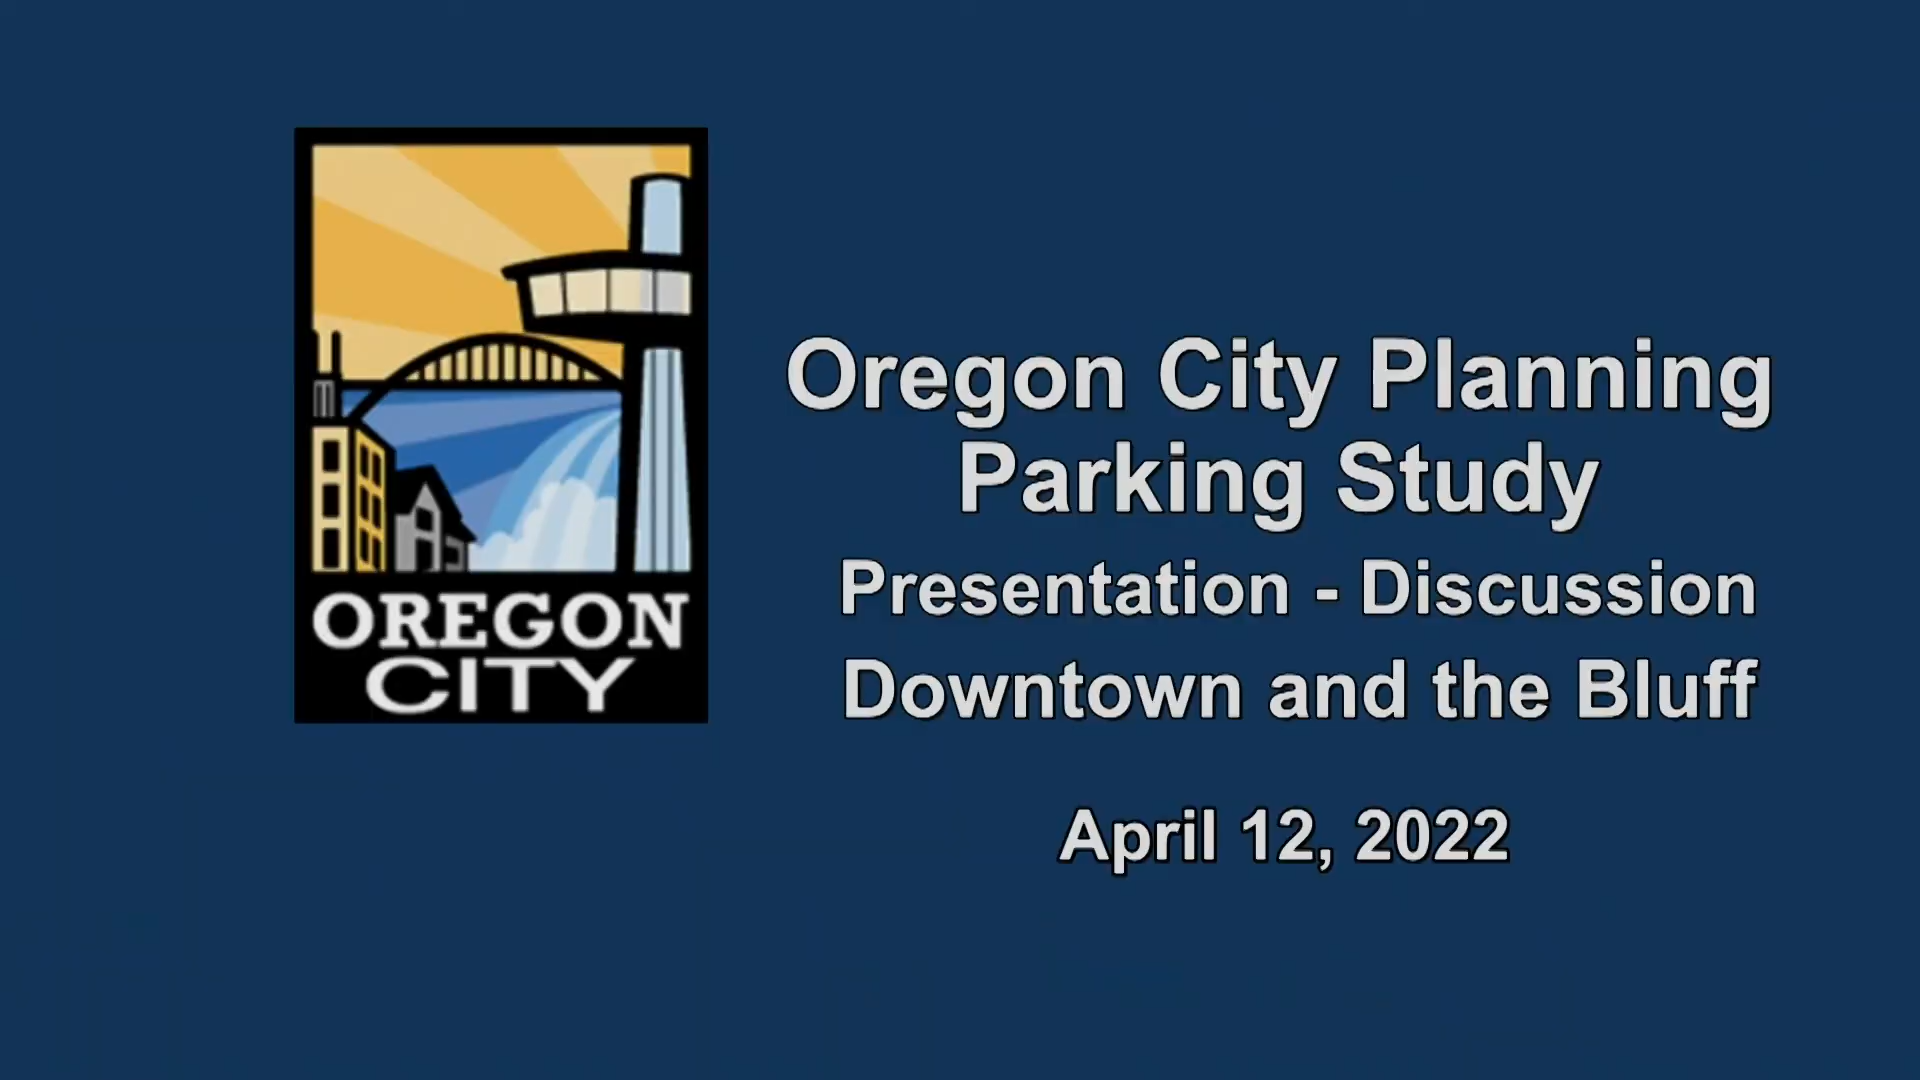 OREGON
CITY
Oregon City Planning
Parking Study
Presentation - Discussion
Downtown and the Bluff
April 12, 2022